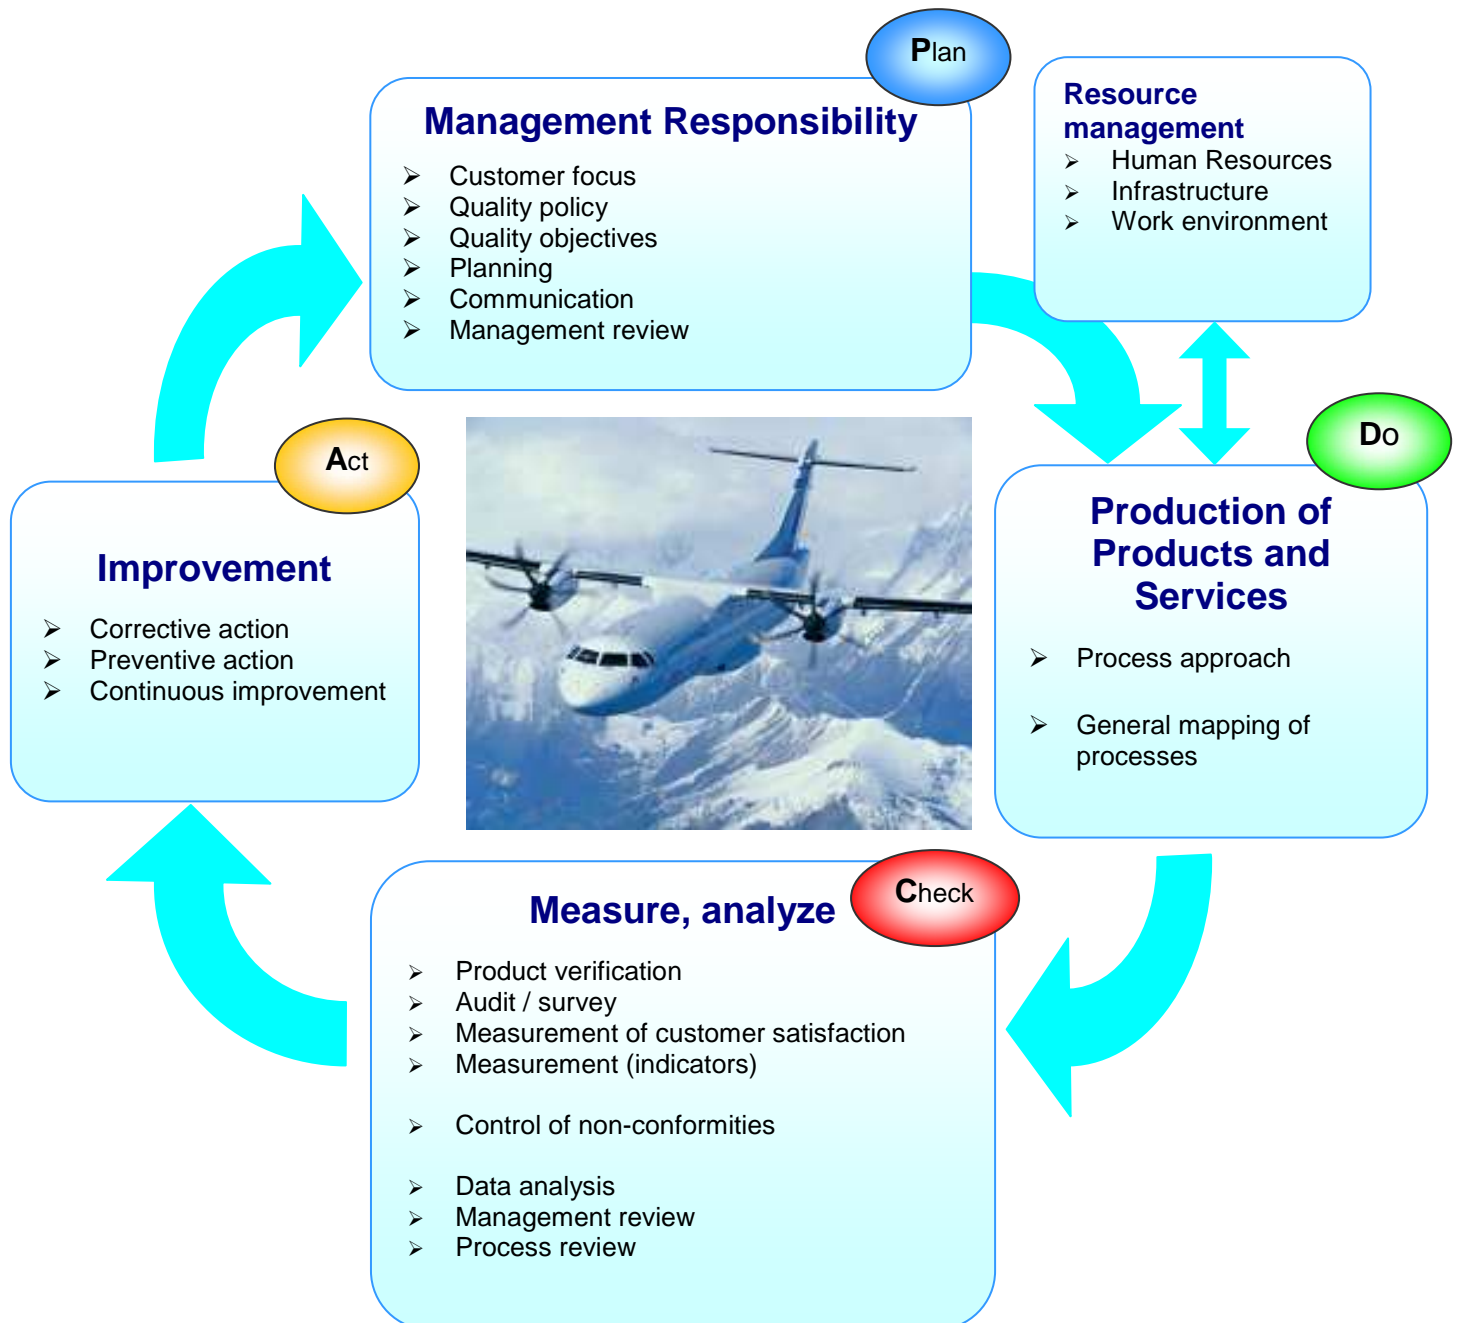 Plan
Management Responsibility
Customer focus
Quality policy
Quality objectives
Planning
Communication
Management review
Resource
management
Human Resources
Infrastructure
Work environment
Do
Production of
Products and
Services
Process approach
General mapping of
processes
Check
Measure, analyze
Product verification
Audit / survey
Measurement of customer satisfaction
Measurement (indicators)
Control of non-conformities
Data analysis
Management review
Process review
Act
Improvement
Corrective action
Preventive action
Continuous improvement